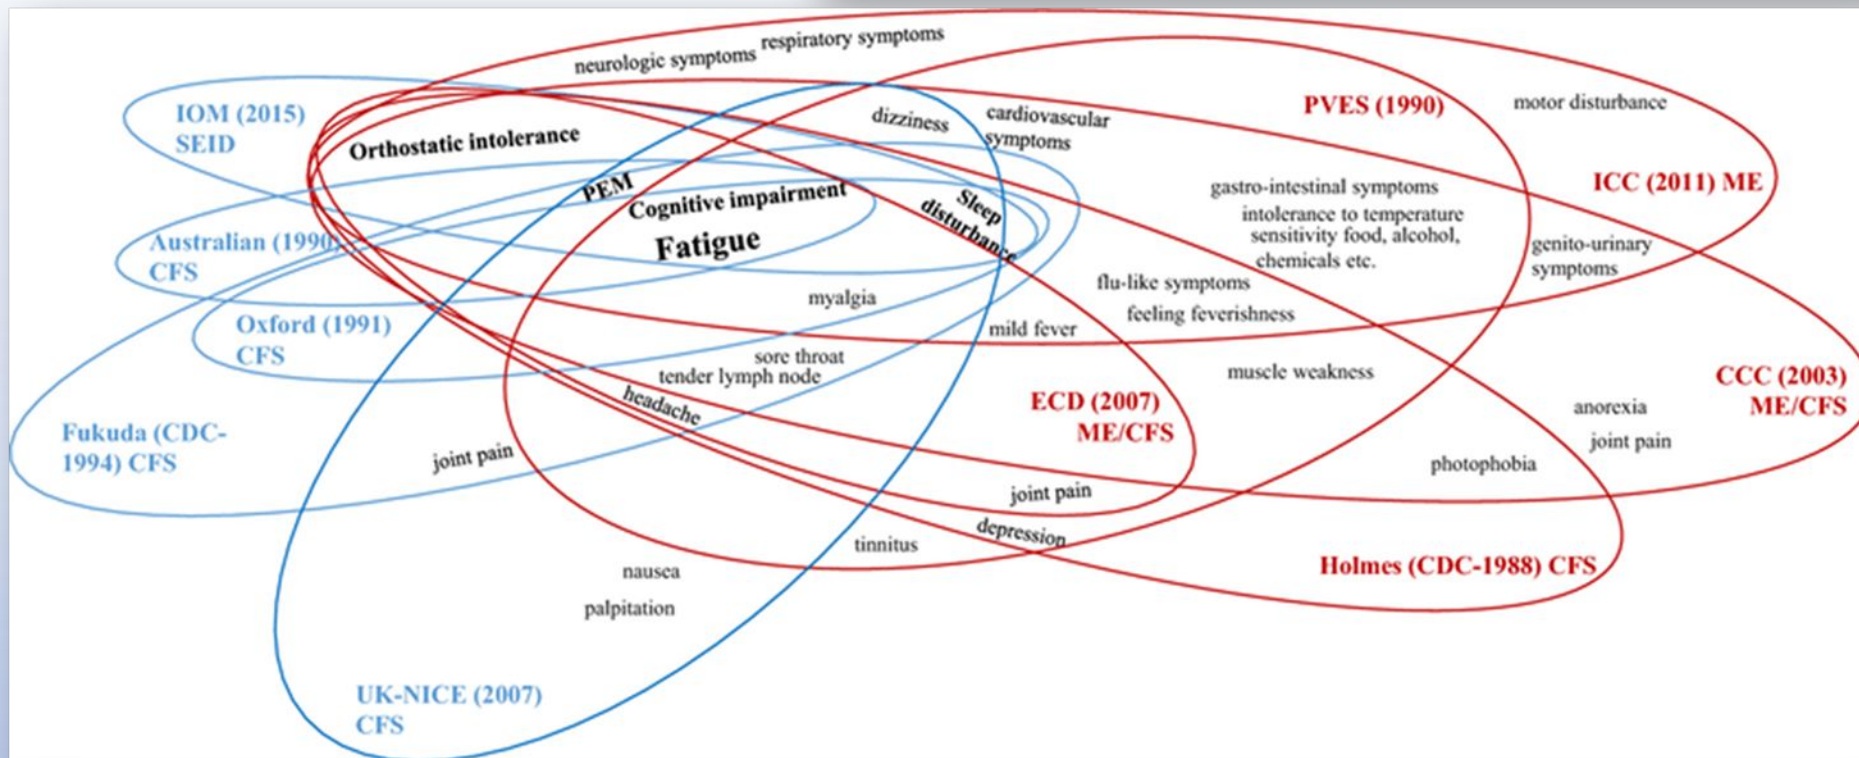 respiratory symptoms
neurologic symptoms
IOM (2015)
SEID
PVES (1990)
motor disturbance
dizziness
cardiovascular
symptoms
Orthostatic intolerance
ICC (2011) ME
PEM
Cognitive impairment
Sleep
disturbance
gastro-intestinal symptoms
intolerance to temperature
sensitivity food, alcohol,
chemicals etc.
Fatigue
Australian (1990)
CFS
genito-urinary
symptoms
flu-like symptoms
feeling feverishness
myalgia
mild fever
Oxford (1991)
CFS
sore throat
tender lymph node
headache
muscle weakness
CCC (2003)
ME/CFS
ECD (2007)
ME/CFS
anorexia
joint pain
Fukuda (CDC-
1994) CFS
joint pain
photophobia
joint pain
depression
tinnitus
Holmes (CDC-1988) CFS
nausea
palpitation
UK-NICE (2007)
CFS